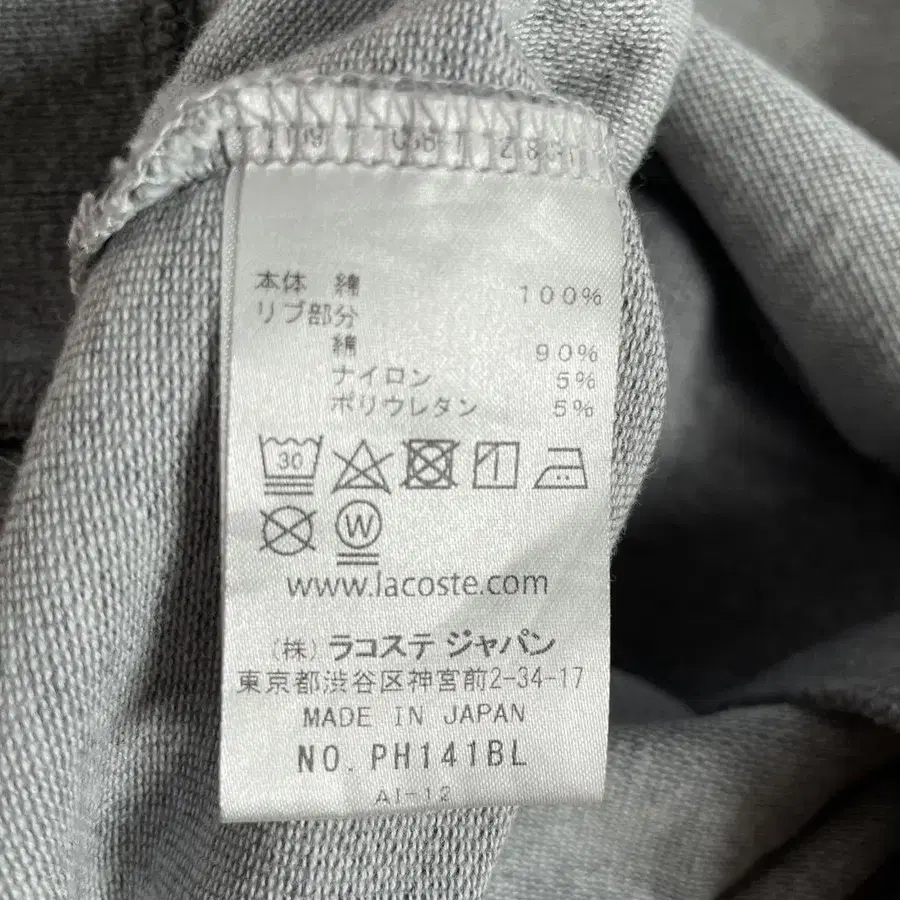 本体 綿 100%
リブ部分
綿 90%
ナイロン 5%
ポリウレタン 5%
30
W
www.lacoste.com
(株) ラコステ ジャパン
東京都渋谷区神宮前2-34-17
MADE IN JAPAN
NO. PH141BL
AI-12